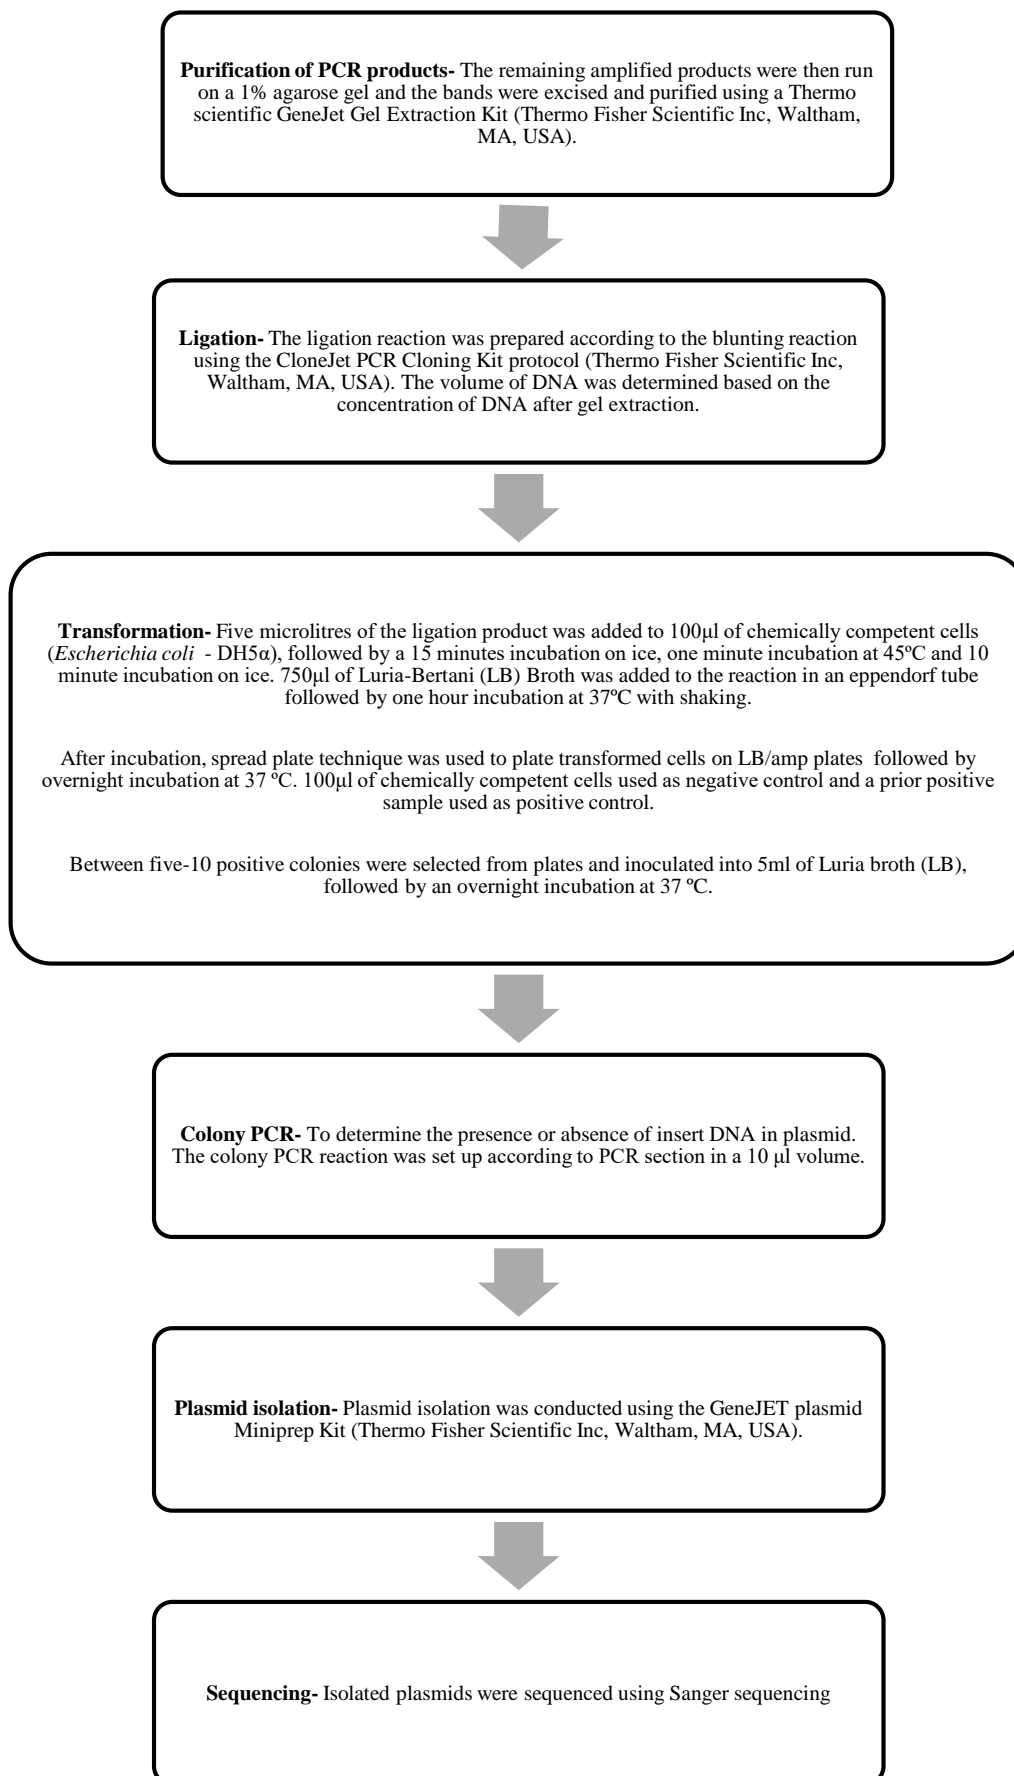 Purification of PCR products- The remaining amplified products were then run
on a 1% agarose gel and the bands were excised and purified using a Thermo
scientific GeneJet Gel Extraction Kit (Thermo Fisher Scientific Inc, Waltham,
MA, USA).
Ligation- The ligation reaction was prepared according to the blunting reaction
using the CloneJet PCR Cloning Kit protocol (Thermo Fisher Scientific Inc,
Waltham, MA, USA). The volume of DNA was determined based on the
concentration of DNA after gel extraction.
Transformation- Five microlitres of the ligation product was added to 100μl of chemically competent cells
(Escherichia coli - DH5α), followed by a 15 minutes incubation on ice, one minute incubation at 45ºC and 10
minute incubation on ice. 750μl of Luria-Bertani (LB) Broth was added to the reaction in an eppendorf tube
followed by one hour incubation at 37ºC with shaking.
After incubation, spread plate technique was used to plate transformed cells on LB/amp plates followed by
overnight incubation at 37 ºC. 100μl of chemically competent cells used as negative control and a prior positive
sample used as positive control.
Between five-10 positive colonies were selected from plates and inoculated into 5ml of Luria broth (LB),
followed by an overnight incubation at 37 ºC.
Colony PCR- To determine the presence or absence of insert DNA in plasmid.
The colony PCR reaction was set up according to PCR section in a 10 μl volume.
Plasmid isolation- Plasmid isolation was conducted using the GeneJET plasmid
Miniprep Kit (Thermo Fisher Scientific Inc, Waltham, MA, USA).
Sequencing- Isolated plasmids were sequenced using Sanger sequencing